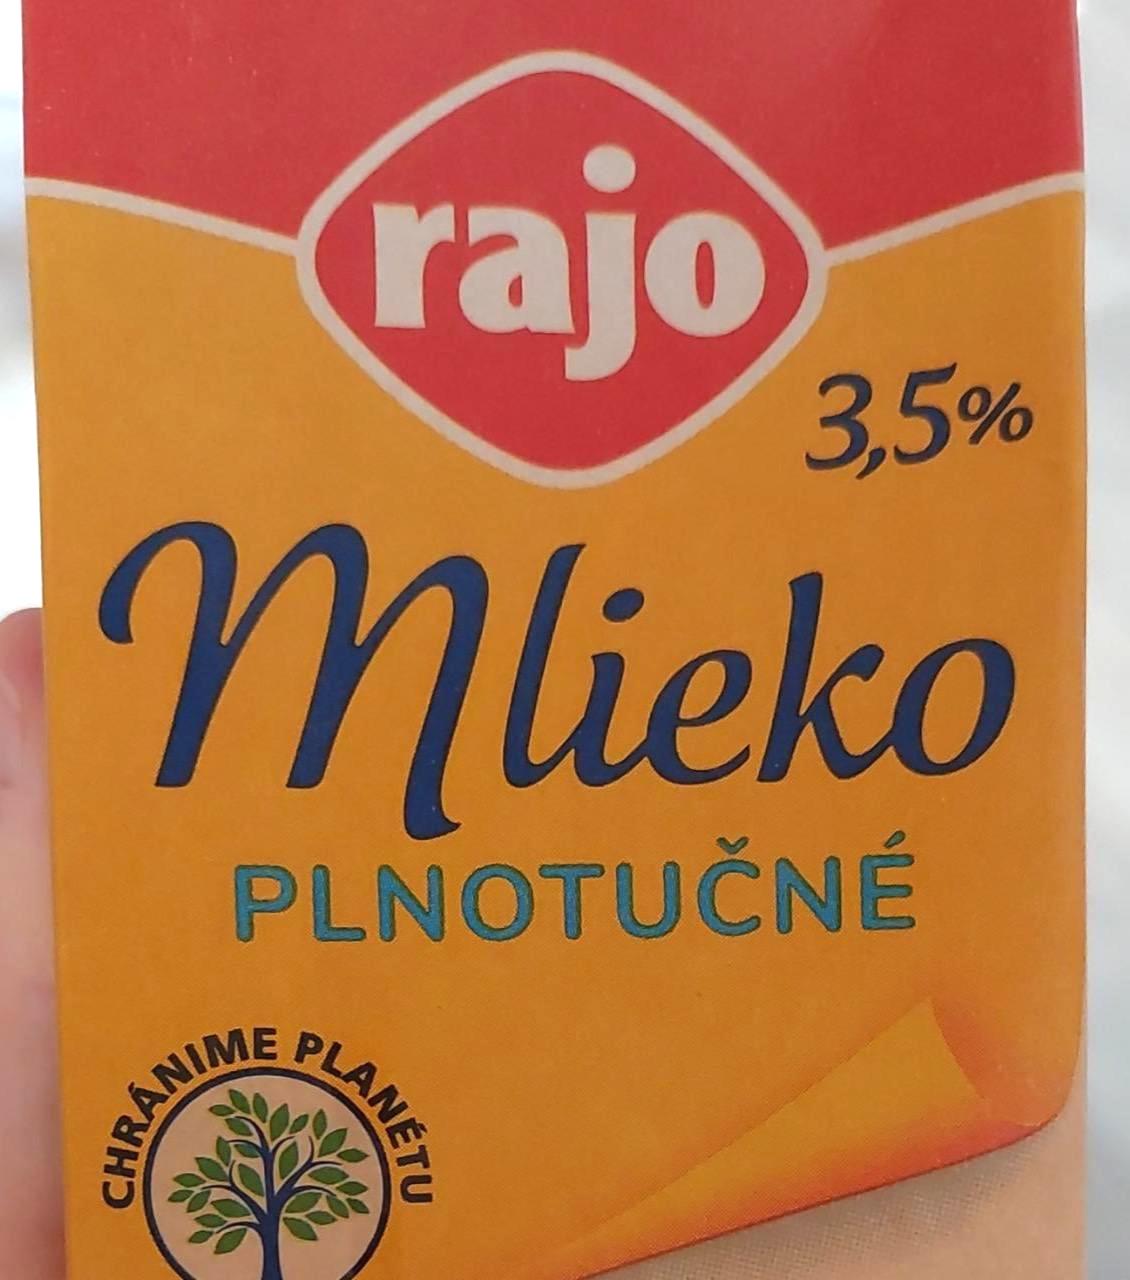 rajo
3,5%
Mlieko
PLNOTUČNÉ
CHRÁNIME PLANÉTU